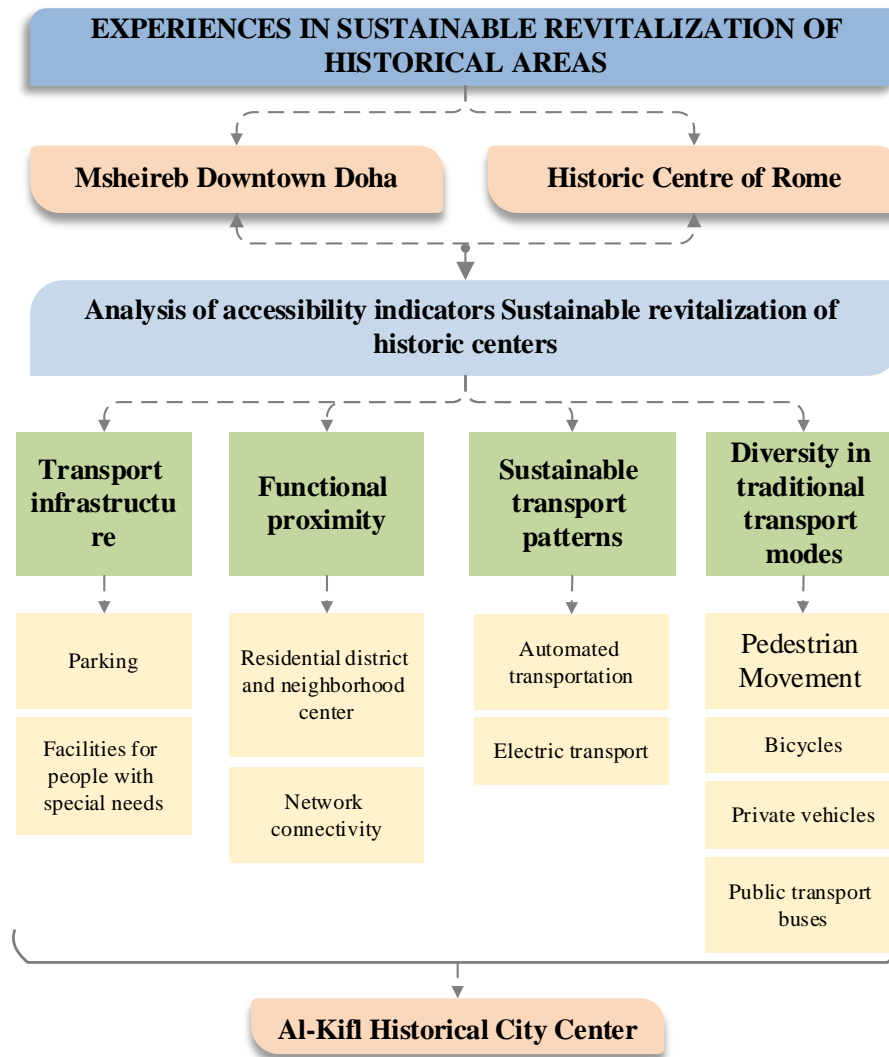 EXPERIENCES IN SUSTAINABLE REVITALIZATION OF
HISTORICAL AREAS
Msheireb Downtown Doha
Historic Centre of Rome
Analysis of accessibility indicators Sustainable revitalization of
historic centers
Transport
infrastructu
re
Functional
proximity
Sustainable
transport
patterns
Diversity in
traditional
transport
modes
Parking
Facilities for
people with
special needs
Residential district
and neighborhood
center
Network
connectivity
Automated
transportation
Electric transport
Pedestrian
Movement
Bicycles
Private vehicles
Public transport
buses
Al-Kifl Historical City Center